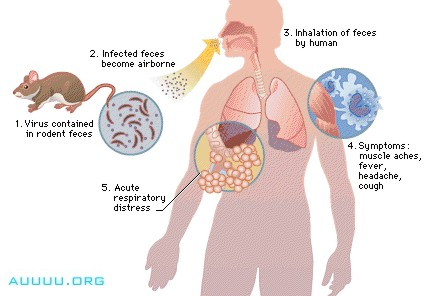 2. Infected feces
become airborne
3. Inhalation of feces
by human
1. Virus contained
in rodent feces
4. Symptoms:
muscle aches,
fever,
headache,
cough
5. Acute
respiratory
distress
AUUUU.ORG